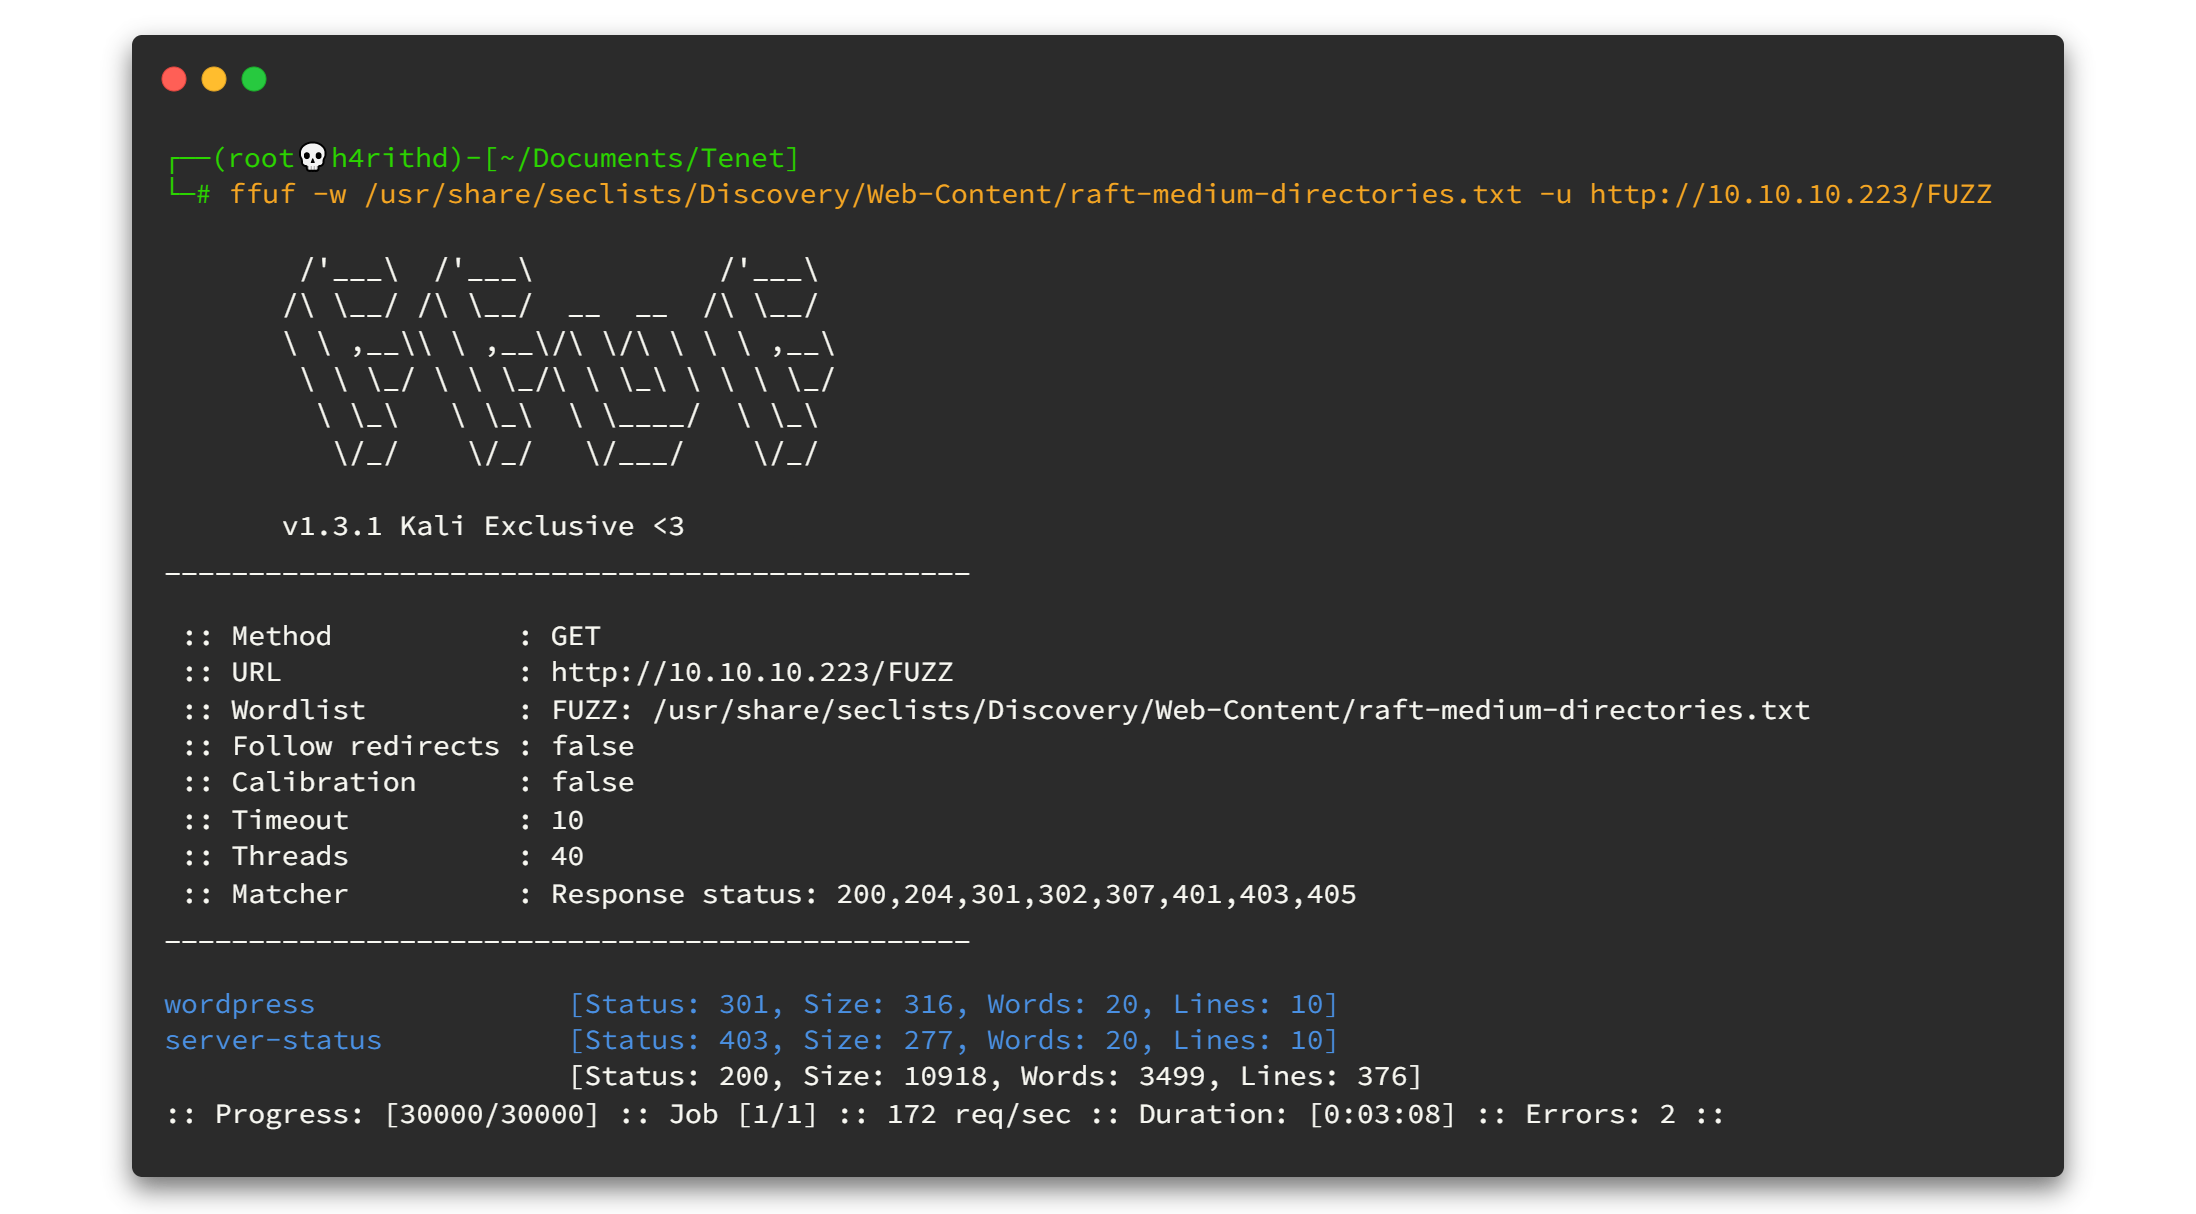 ┌──(root💀h4rithd)-[~/Documents/Tenet]
└─# ffuf -w /usr/share/seclists/Discovery/Web-Content/raft-medium-directories.txt -u http://10.10.10.223/FUZZ

        /'___\  /'___\           /'___\
       /\ \__/ /\ \__/  __  __  /\ \__/
       \ \ ,__\\ \ ,__\/\ \/\ \ \ \ ,__\
        \ \ \_/ \ \ \_/\ \ \_\ \ \ \ \_/
         \ \_\   \ \_\  \ \____/  \ \_\
          \/_/    \/_/   \/___/    \/_/

       v1.3.1 Kali Exclusive <3
________________________________________________

 :: Method           : GET
 :: URL              : http://10.10.10.223/FUZZ
 :: Wordlist         : FUZZ: /usr/share/seclists/Discovery/Web-Content/raft-medium-directories.txt
 :: Follow redirects : false
 :: Calibration      : false
 :: Timeout          : 10
 :: Threads          : 40
 :: Matcher          : Response status: 200,204,301,302,307,401,403,405
________________________________________________

wordpress               [Status: 301, Size: 316, Words: 20, Lines: 10]
server-status           [Status: 403, Size: 277, Words: 20, Lines: 10]
                        [Status: 200, Size: 10918, Words: 3499, Lines: 376]
:: Progress: [30000/30000] :: Job [1/1] :: 172 req/sec :: Duration: [0:03:08] :: Errors: 2 ::